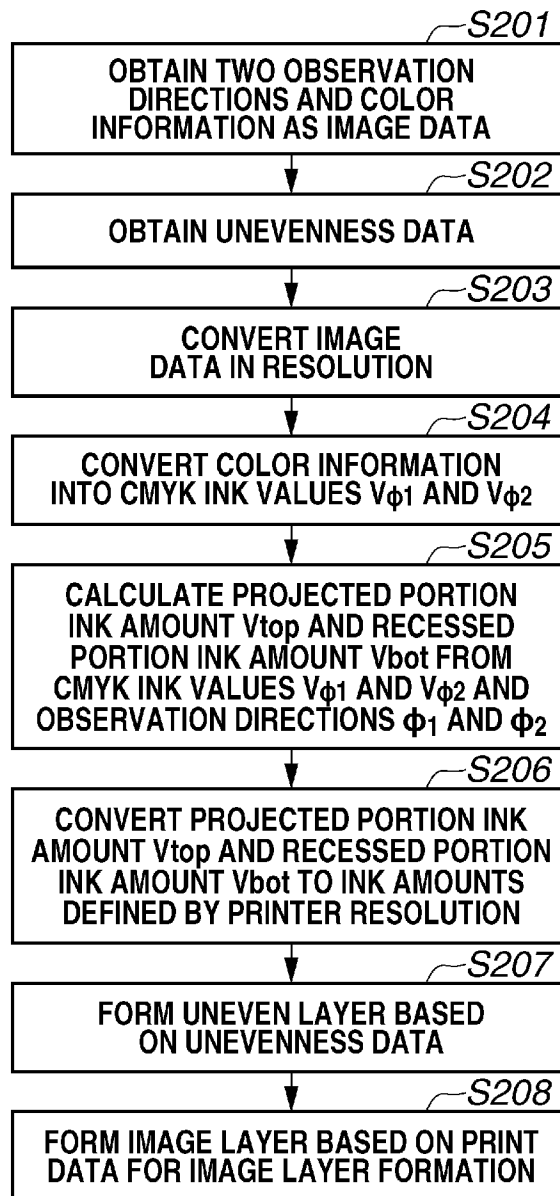 S201
OBTAIN TWO OBSERVATION
DIRECTIONS AND COLOR
INFORMATION AS IMAGE DATA
S202
OBTAIN UNEVENNESS DATA
S203
CONVERT IMAGE
DATA IN RESOLUTION
S204
CONVERT COLOR INFORMATION
INTO CMYK INK VALUES Vϕ1 AND Vϕ2
S205
CALCULATE PROJECTED PORTION
INK AMOUNT Vtop AND RECESSED
PORTION INK AMOUNT Vbot FROM
CMYK INK VALUES Vϕ1 AND Vϕ2 AND
OBSERVATION DIRECTIONS ϕ1 AND ϕ2
S206
CONVERT PROJECTED PORTION INK
AMOUNT Vtop AND RECESSED PORTION
INK AMOUNT Vbot TO INK AMOUNTS
DEFINED BY PRINTER RESOLUTION
S207
FORM UNEVEN LAYER BASED
ON UNEVENNESS DATA
S208
FORM IMAGE LAYER BASED ON PRINT
DATA FOR IMAGE LAYER FORMATION